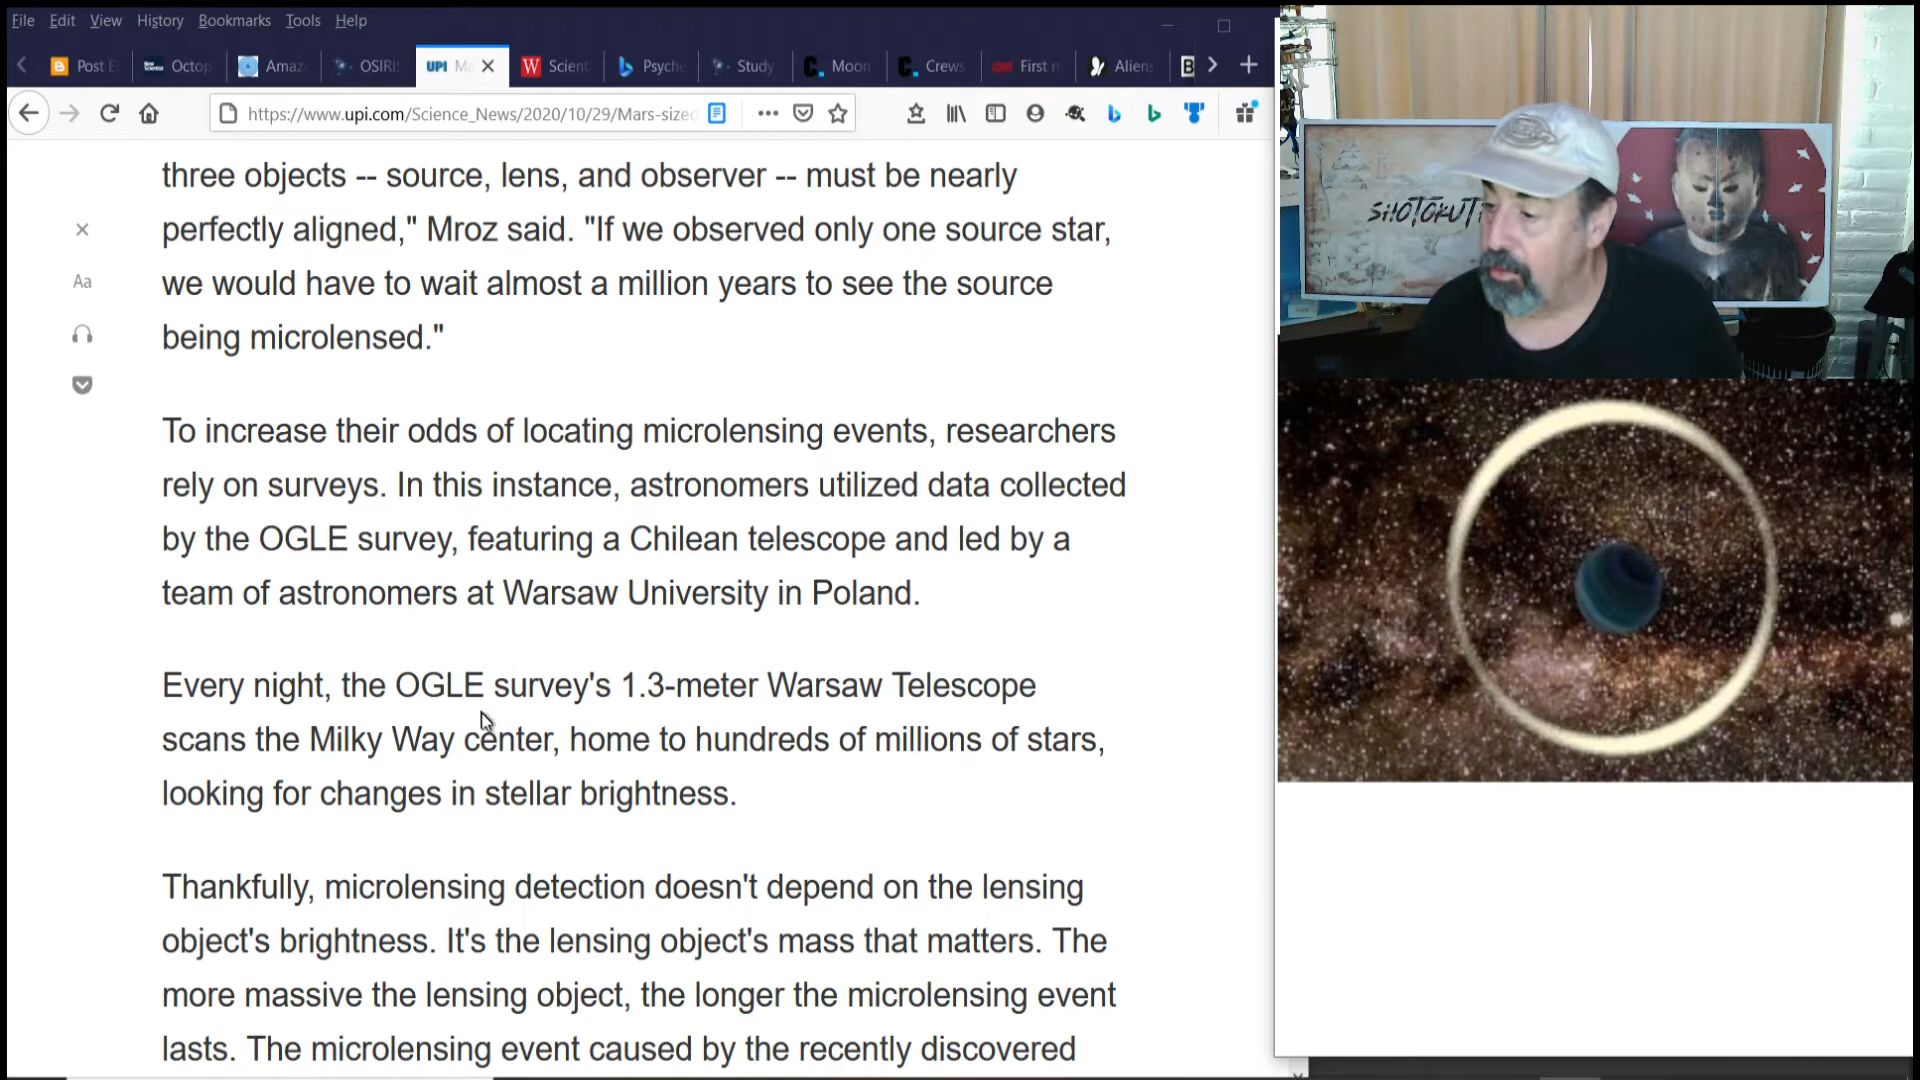 File Edit View History Bookmarks Tools Help
Post E
Octop
Amaz
OSIRI
UPI Ma
Scient
Psych
Study
Moon
Crews
First n
Aliens
https://www.upi.com/Science_News/2020/10/29/Mars-sized
three objects -- source, lens, and observer -- must be nearly
perfectly aligned," Mroz said. "If we observed only one source star,
we would have to wait almost a million years to see the source
being microlensed."
To increase their odds of locating microlensing events, researchers
rely on surveys. In this instance, astronomers utilized data collected
by the OGLE survey, featuring a Chilean telescope and led by a
team of astronomers at Warsaw University in Poland.
Every night, the OGLE survey's 1.3-meter Warsaw Telescope
scans the Milky Way center, home to hundreds of millions of stars,
looking for changes in stellar brightness.
Thankfully, microlensing detection doesn't depend on the lensing
object's brightness. It's the lensing object's mass that matters. The
more massive the lensing object, the longer the microlensing event
lasts. The microlensing event caused by the recently discovered
Aa
SHOTOKUT